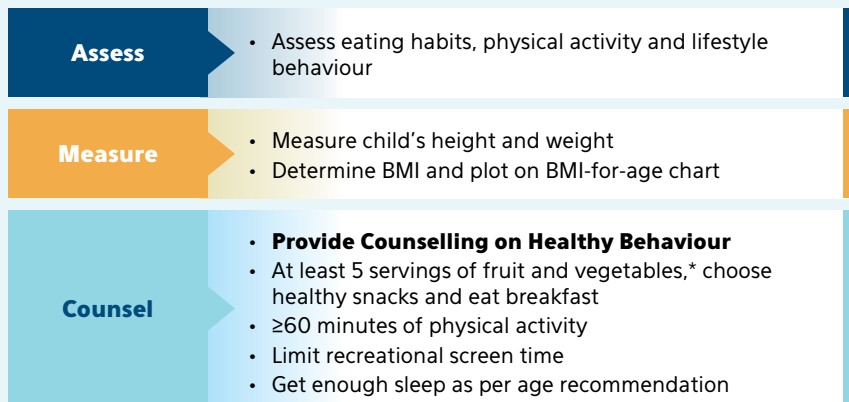 Assess
• Assess eating habits, physical activity and lifestyle
behaviour
Measure
• Measure child's height and weight
• Determine BMI and plot on BMI-for-age chart
Counsel
• Provide Counselling on Healthy Behaviour
• At least 5 servings of fruit and vegetables,* choose
healthy snacks and eat breakfast
• ≥60 minutes of physical activity
• Limit recreational screen time
• Get enough sleep as per age recommendation